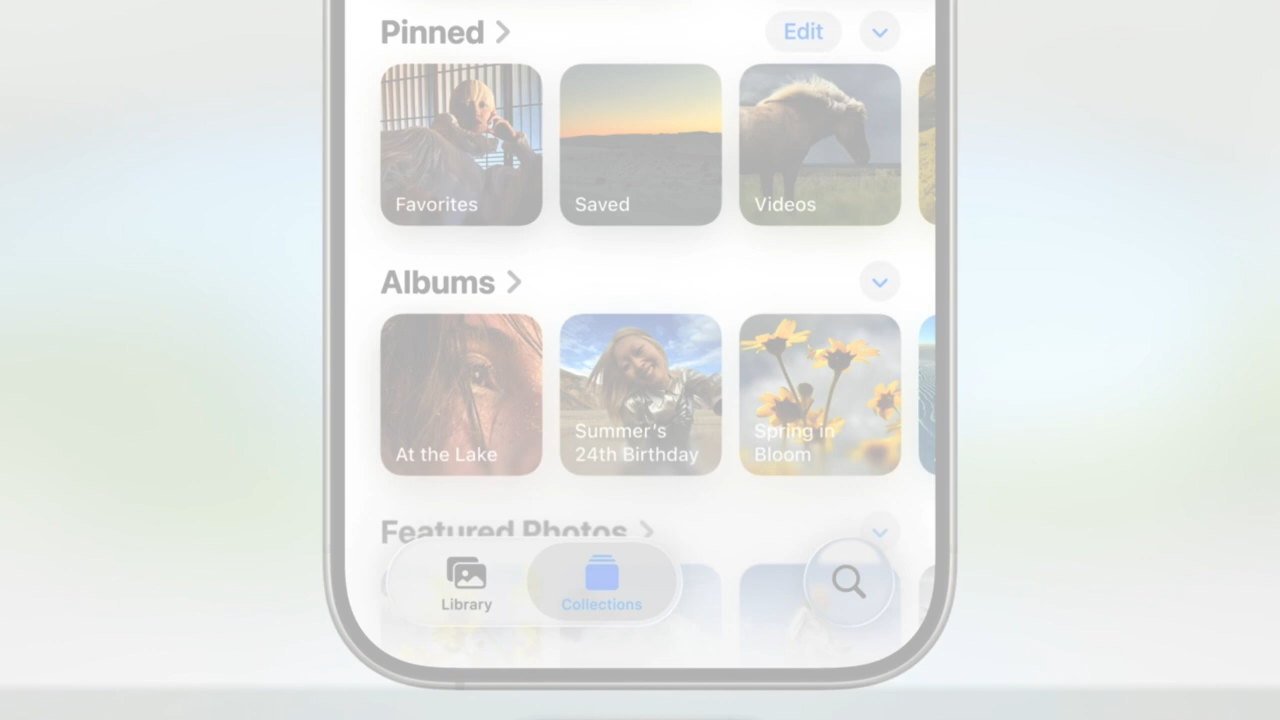 Pinned
Edit
Favorites
Saved
Videos
Albums
At the Lake
Summer's
24th Birthday
Spring in
Bloom
Featured Photos
Library
Collections